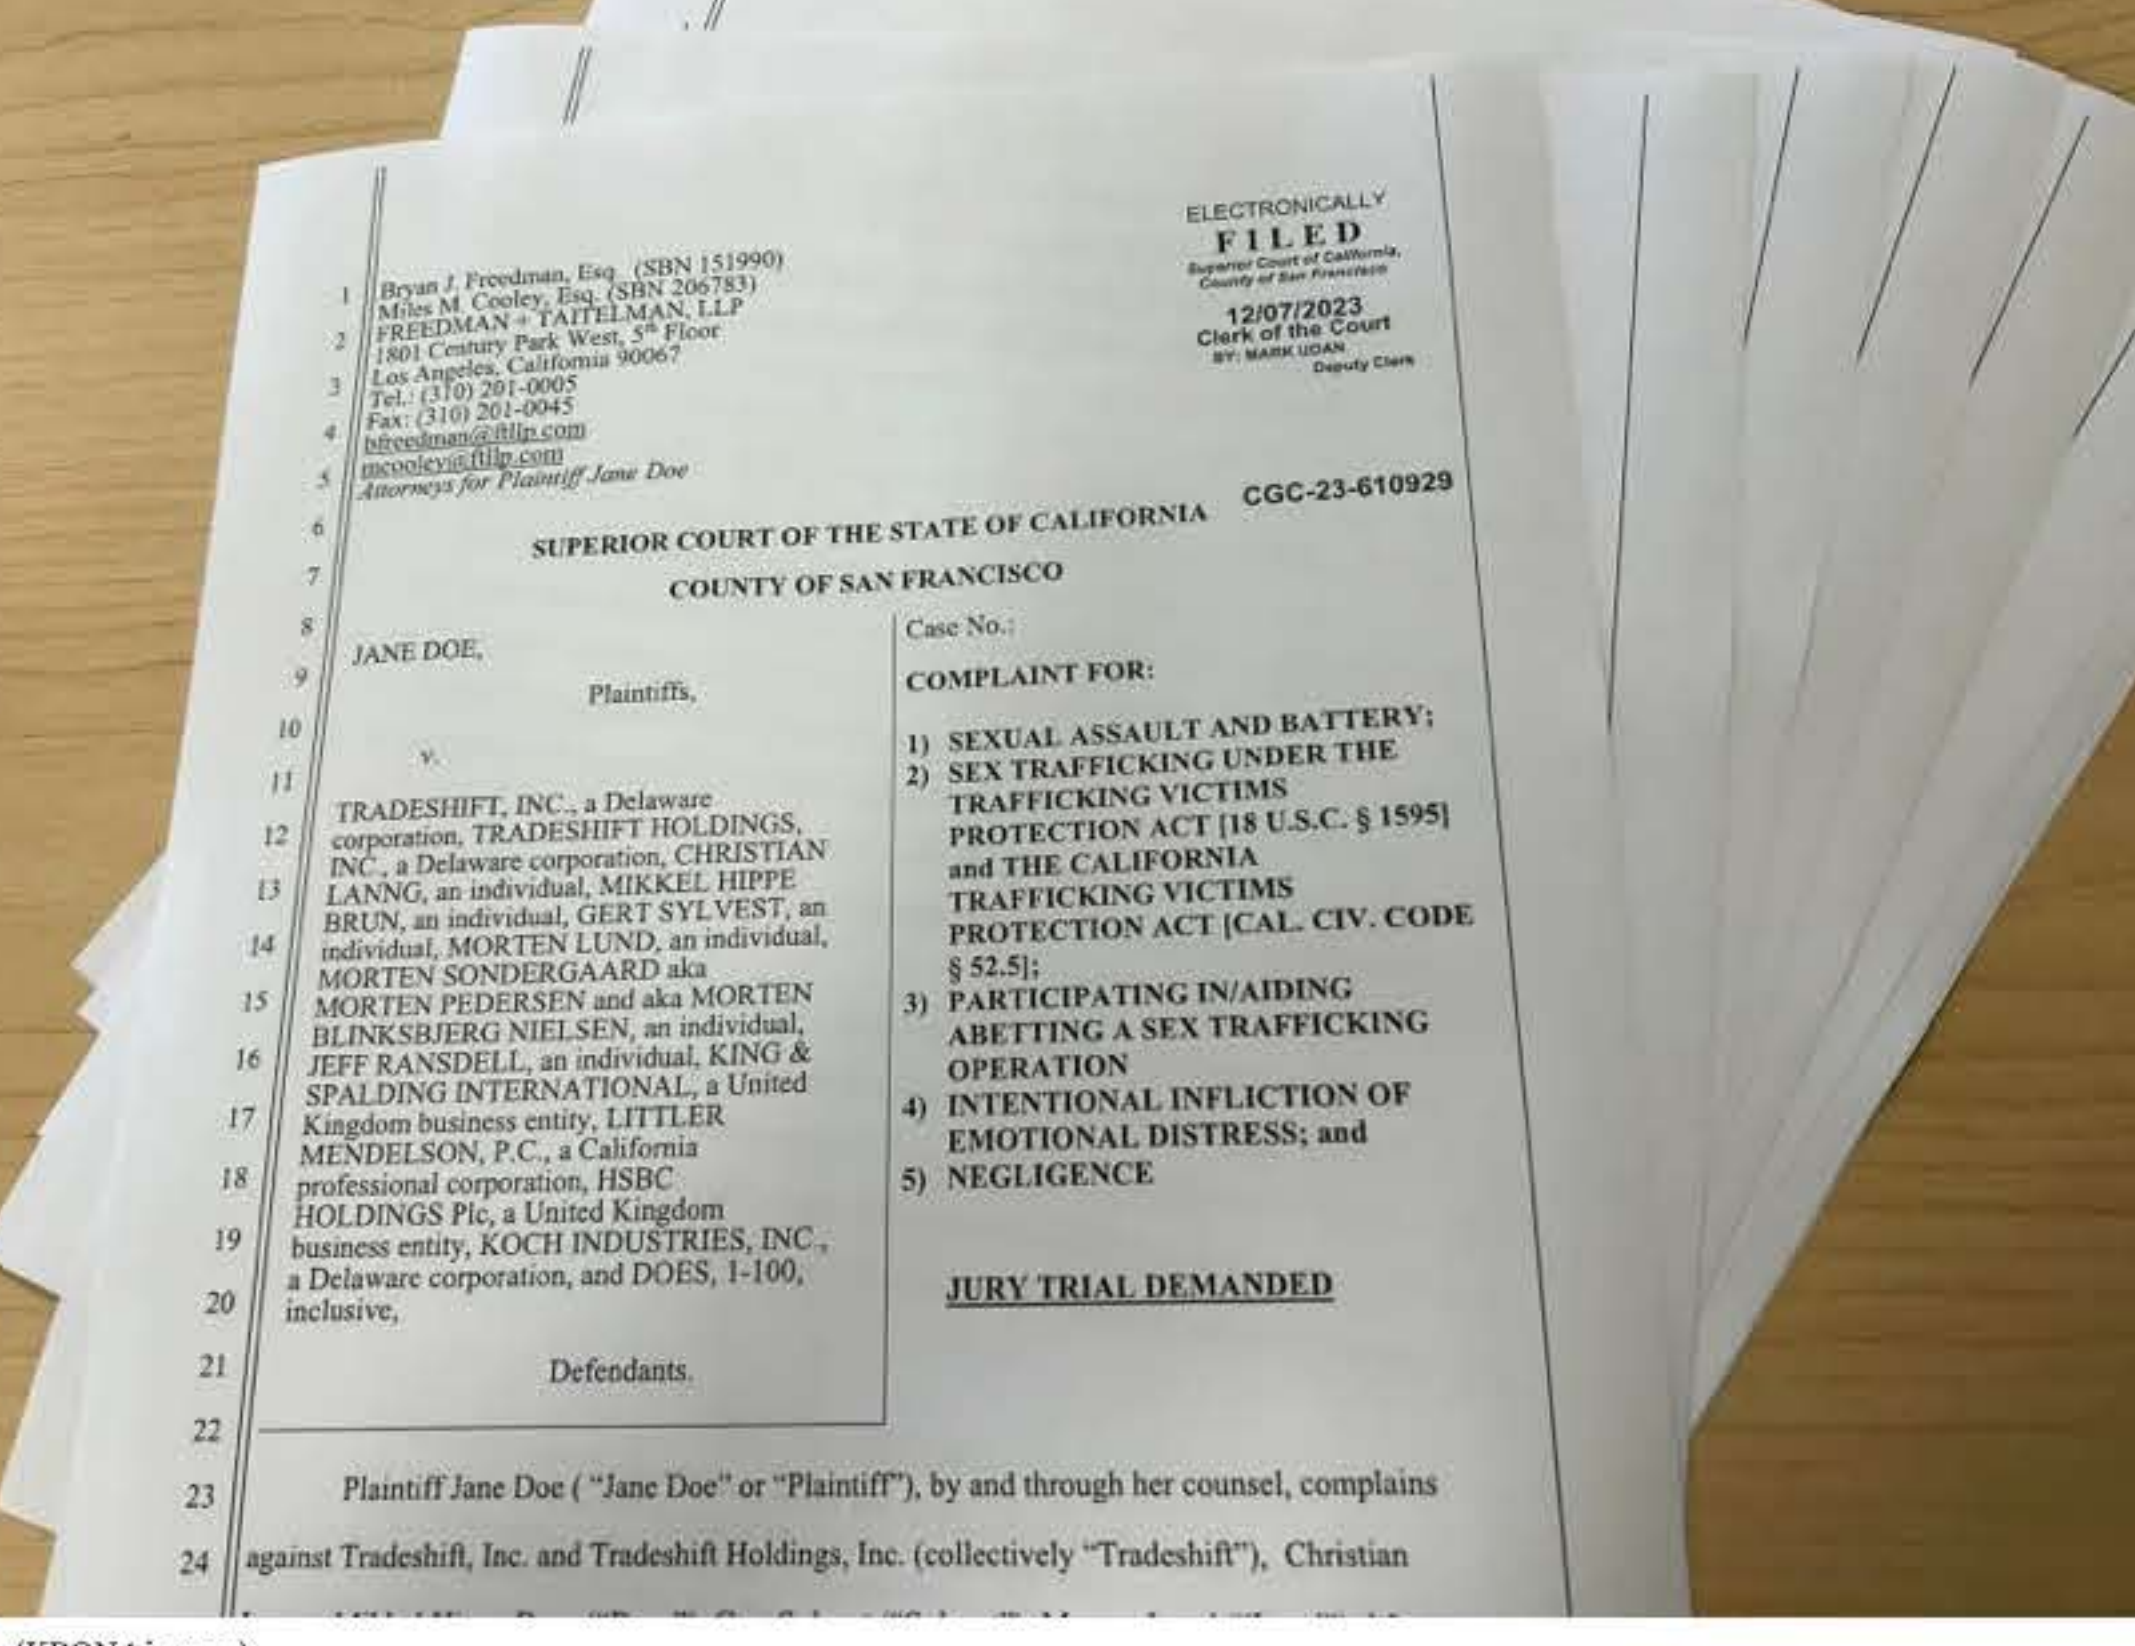 ELECTRONICALLY
FILED
Superior Court of California,
County of San Francisco
12/07/2023
Clerk of the Court
BY: MARK UDAN
Deputy Clerk
1 Bryan J. Freedman, Esq. (SBN 151990)
Miles M. Cooley, Esq. (SBN 206783)
2 FREEDMAN + TAITELMAN, LLP
1801 Century Park West, 5th Floor
3 Los Angeles, California 90067
Tel.: (310) 201-0005
4 Fax: (310) 201-0045
bfreedman@ftllp.com
5 mcooley@ftllp.com
Attorneys for Plaintiff Jane Doe
CGC-23-610929
6 SUPERIOR COURT OF THE STATE OF CALIFORNIA
7 COUNTY OF SAN FRANCISCO
8 JANE DOE,
9 Plaintiffs,
10 v.
11 TRADESHIFT, INC., a Delaware
12 corporation, TRADESHIFT HOLDINGS,
INC., a Delaware corporation, CHRISTIAN
13 LANNG, an individual, MIKKEL HIPPE
BRUN, an individual, GERT SYLVEST, an
14 individual, MORTEN LUND, an individual,
MORTEN SONDERGAARD aka
15 MORTEN PEDERSEN and aka MORTEN
BLINKSBJERG NIELSEN, an individual,
16 JEFF RANSDELL, an individual, KING &
SPALDING INTERNATIONAL, a United
17 Kingdom business entity, LITTLER
MENDELSON, P.C., a California
18 professional corporation, HSBC
HOLDINGS Plc, a United Kingdom
19 business entity, KOCH INDUSTRIES, INC.,
a Delaware corporation, and DOES, 1-100,
20 inclusive,
21 Defendants.
22
Case No.:
COMPLAINT FOR:
1) SEXUAL ASSAULT AND BATTERY;
2) SEX TRAFFICKING UNDER THE
TRAFFICKING VICTIMS
PROTECTION ACT [18 U.S.C. § 1595]
and THE CALIFORNIA
TRAFFICKING VICTIMS
PROTECTION ACT [CAL. CIV. CODE
§ 52.5];
3) PARTICIPATING IN/AIDING
ABETTING A SEX TRAFFICKING
OPERATION
4) INTENTIONAL INFLICTION OF
EMOTIONAL DISTRESS; and
5) NEGLIGENCE
JURY TRIAL DEMANDED
23 Plaintiff Jane Doe ( “Jane Doe” or “Plaintiff”), by and through her counsel, complains
24 against Tradeshift, Inc. and Tradeshift Holdings, Inc. (collectively “Tradeshift”), Christian